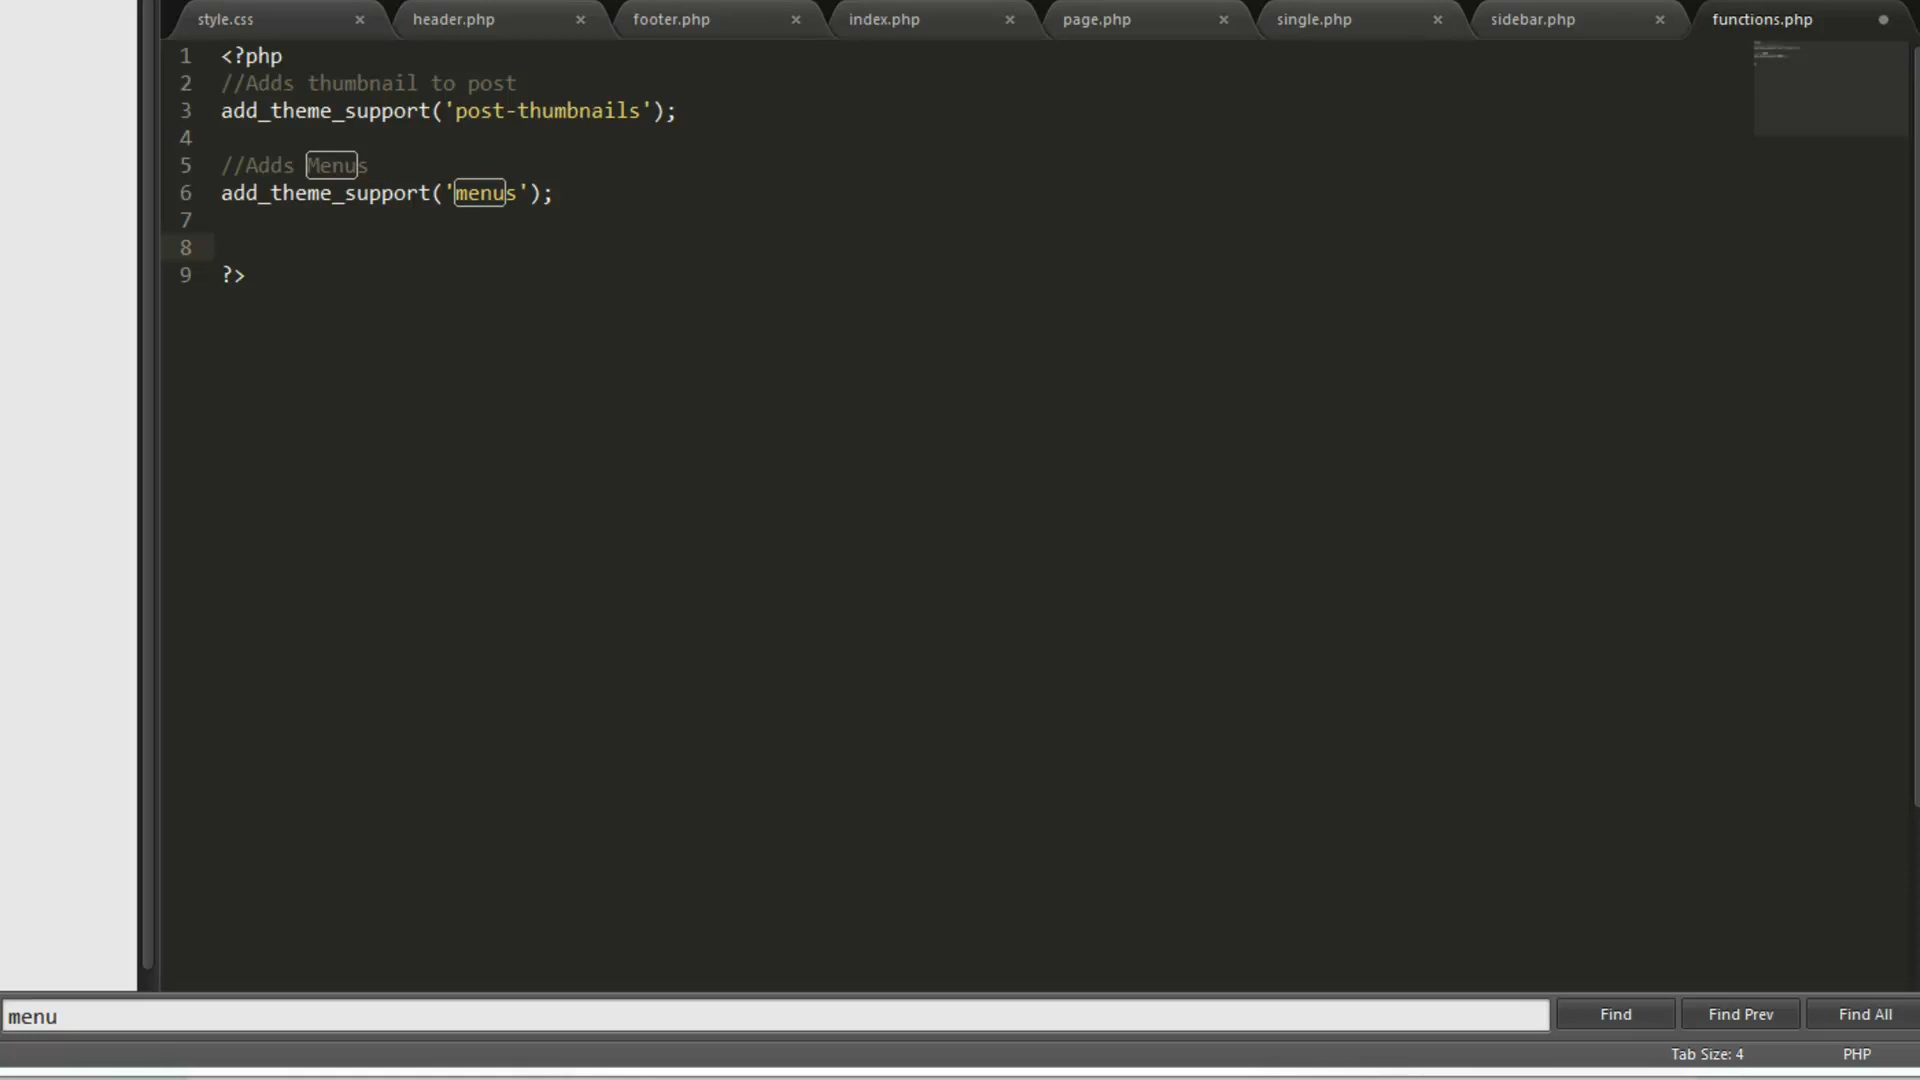 style.css × header.php × footer.php × index.php × page.php × single.php × sidebar.php × functions.php
1 <?php
2 //Adds thumbnail to post
3 add_theme_support('post-thumbnails');
4
5 //Adds Menus
6 add_theme_support('menus');
7
8
9 ?>
menu Find Find Prev Find All
Tab Size: 4 PHP